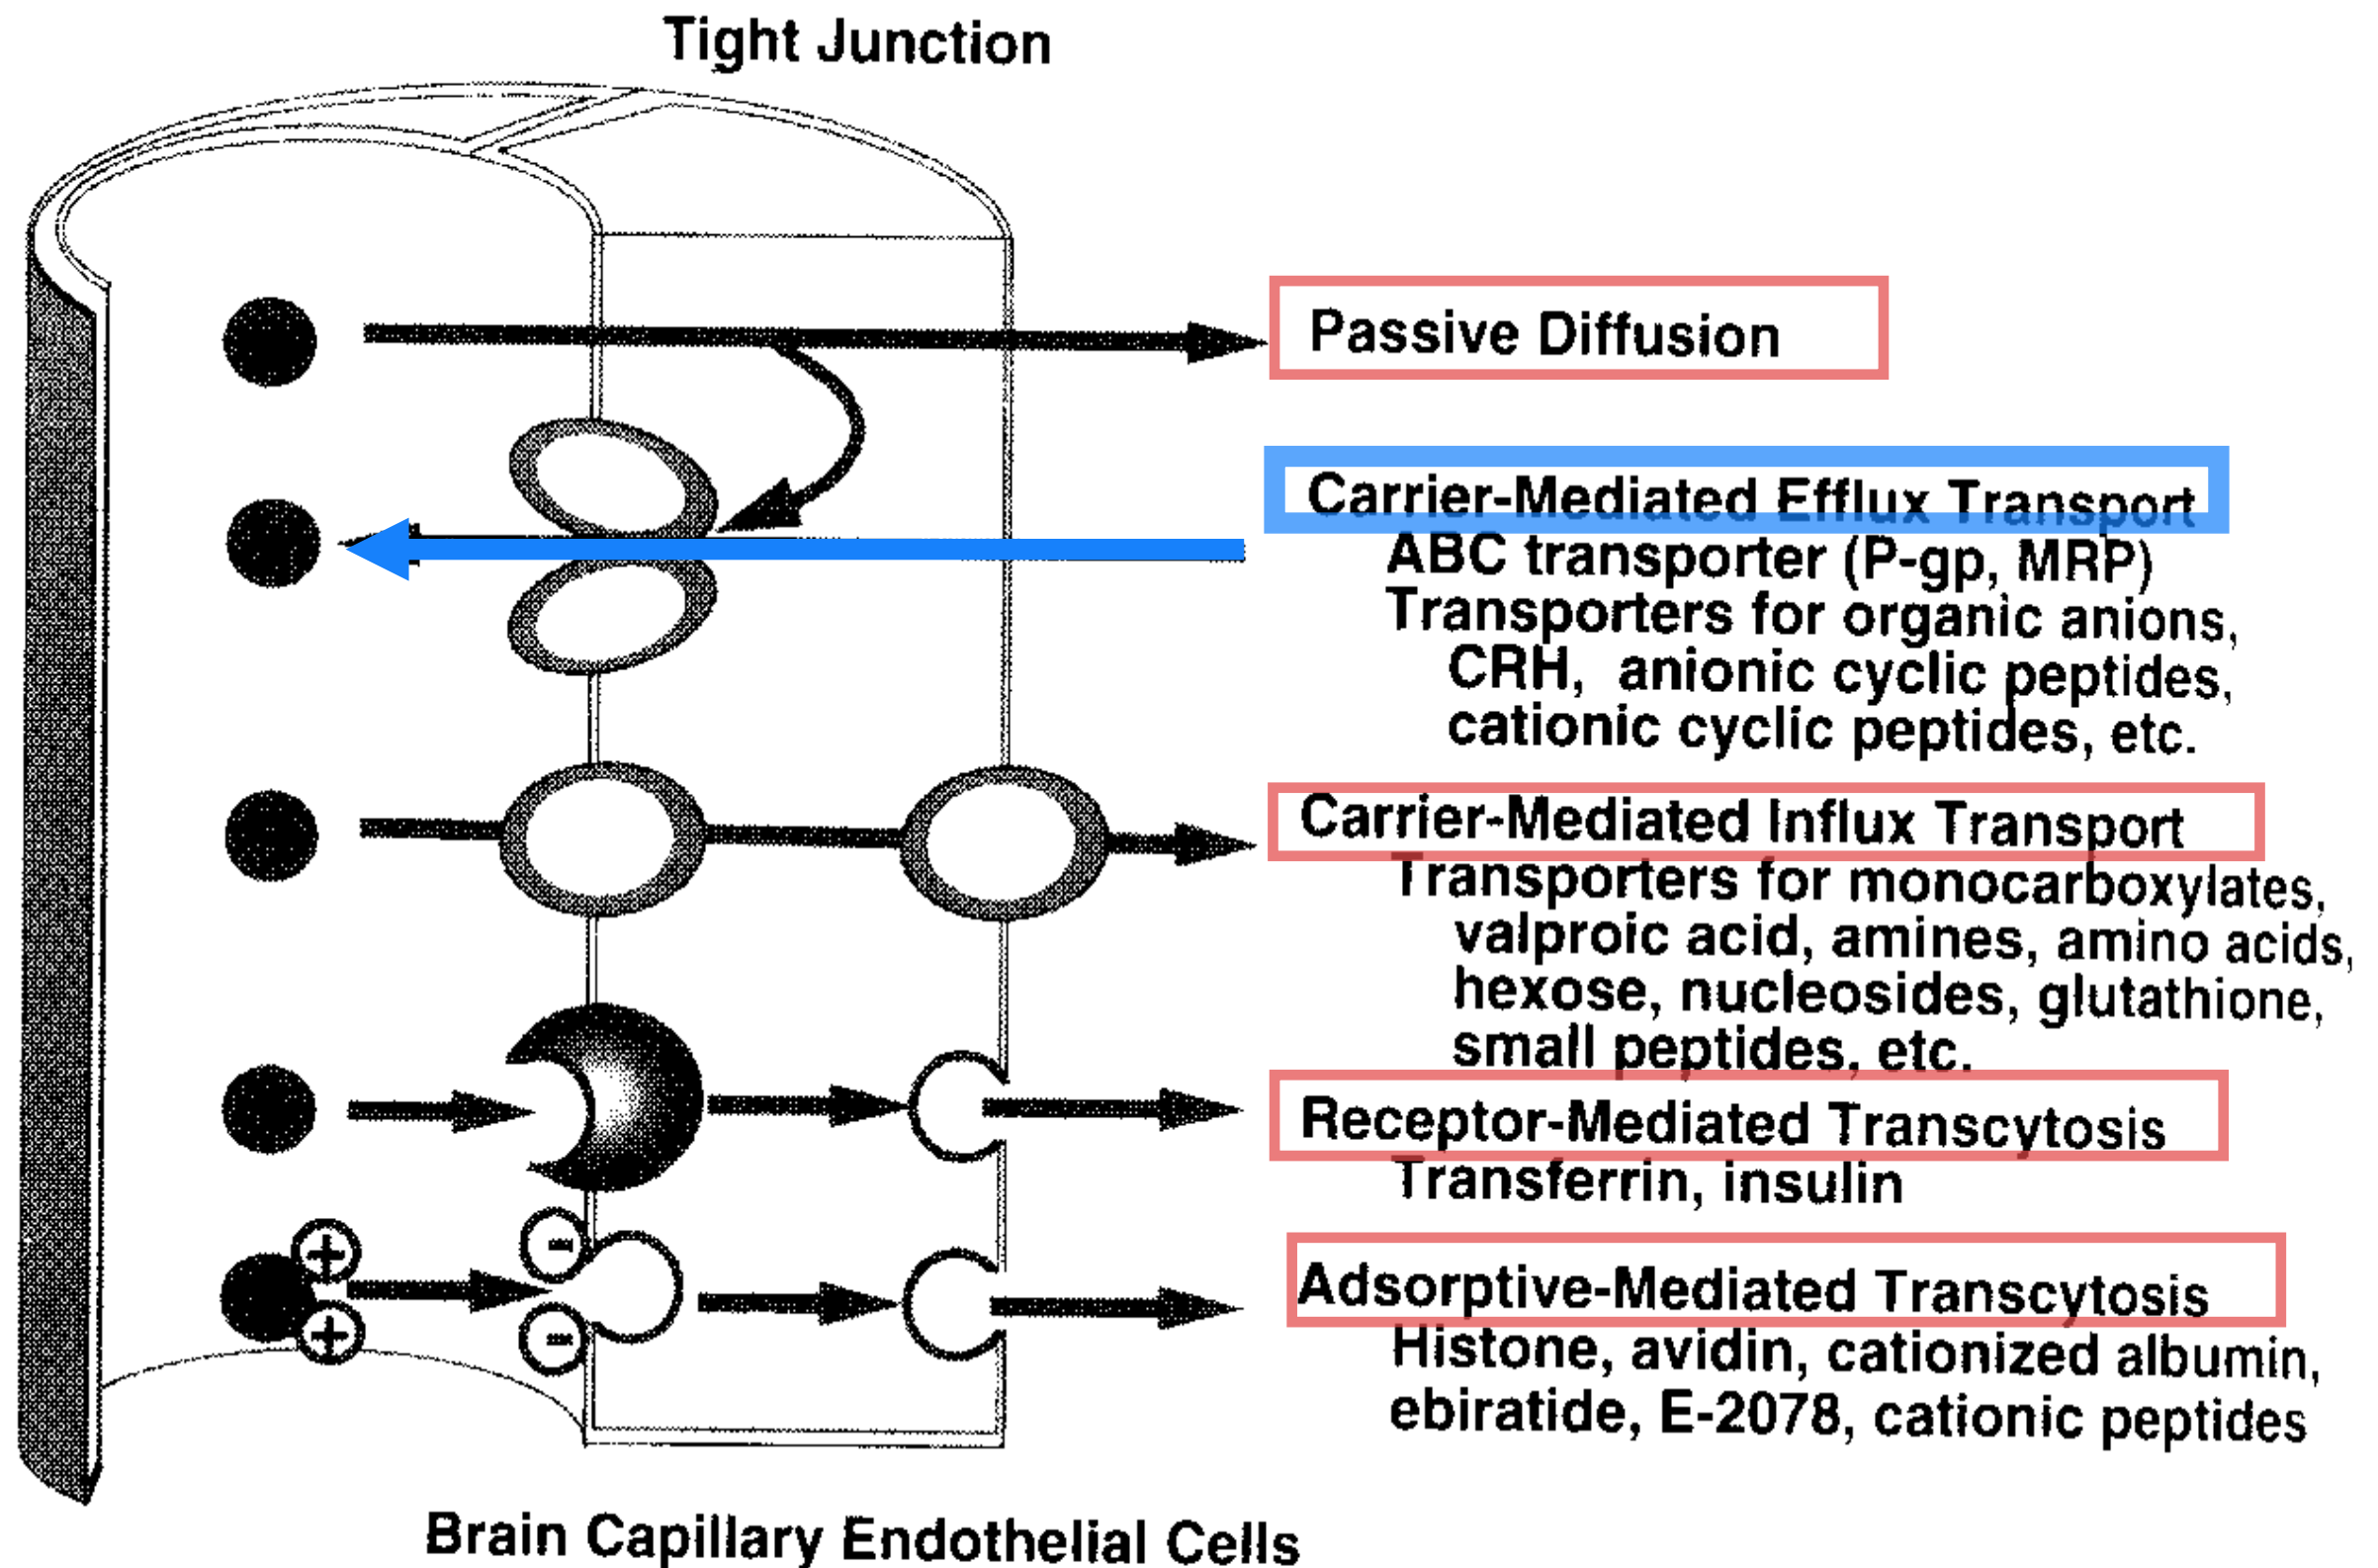 Tight Junction
Passive Diffusion
Carrier-Mediated Efflux Transport
ABC transporter (P-gp, MRP)
Transporters for organic anions,
CRH, anionic cyclic peptides,
cationic cyclic peptides, etc.
Carrier-Mediated Influx Transport
Transporters for monocarboxylates,
valproic acid, amines, amino acids,
hexose, nucleosides, glutathione,
small peptides, etc.
Receptor-Mediated Transcytosis
Transferrin, insulin
+
-
+
-
Adsorptive-Mediated Transcytosis
Histone, avidin, cationized albumin,
ebiratide, E-2078, cationic peptides
Brain Capillary Endothelial Cells